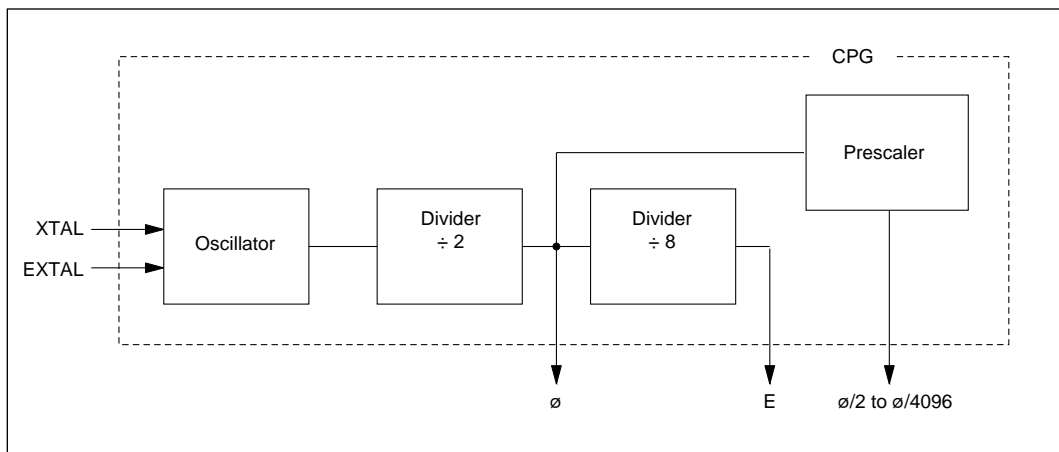 CPG
Prescaler
XTAL
EXTAL
Oscillator
Divider
÷ 2
Divider
÷ 8
ø
E
ø/2 to ø/4096